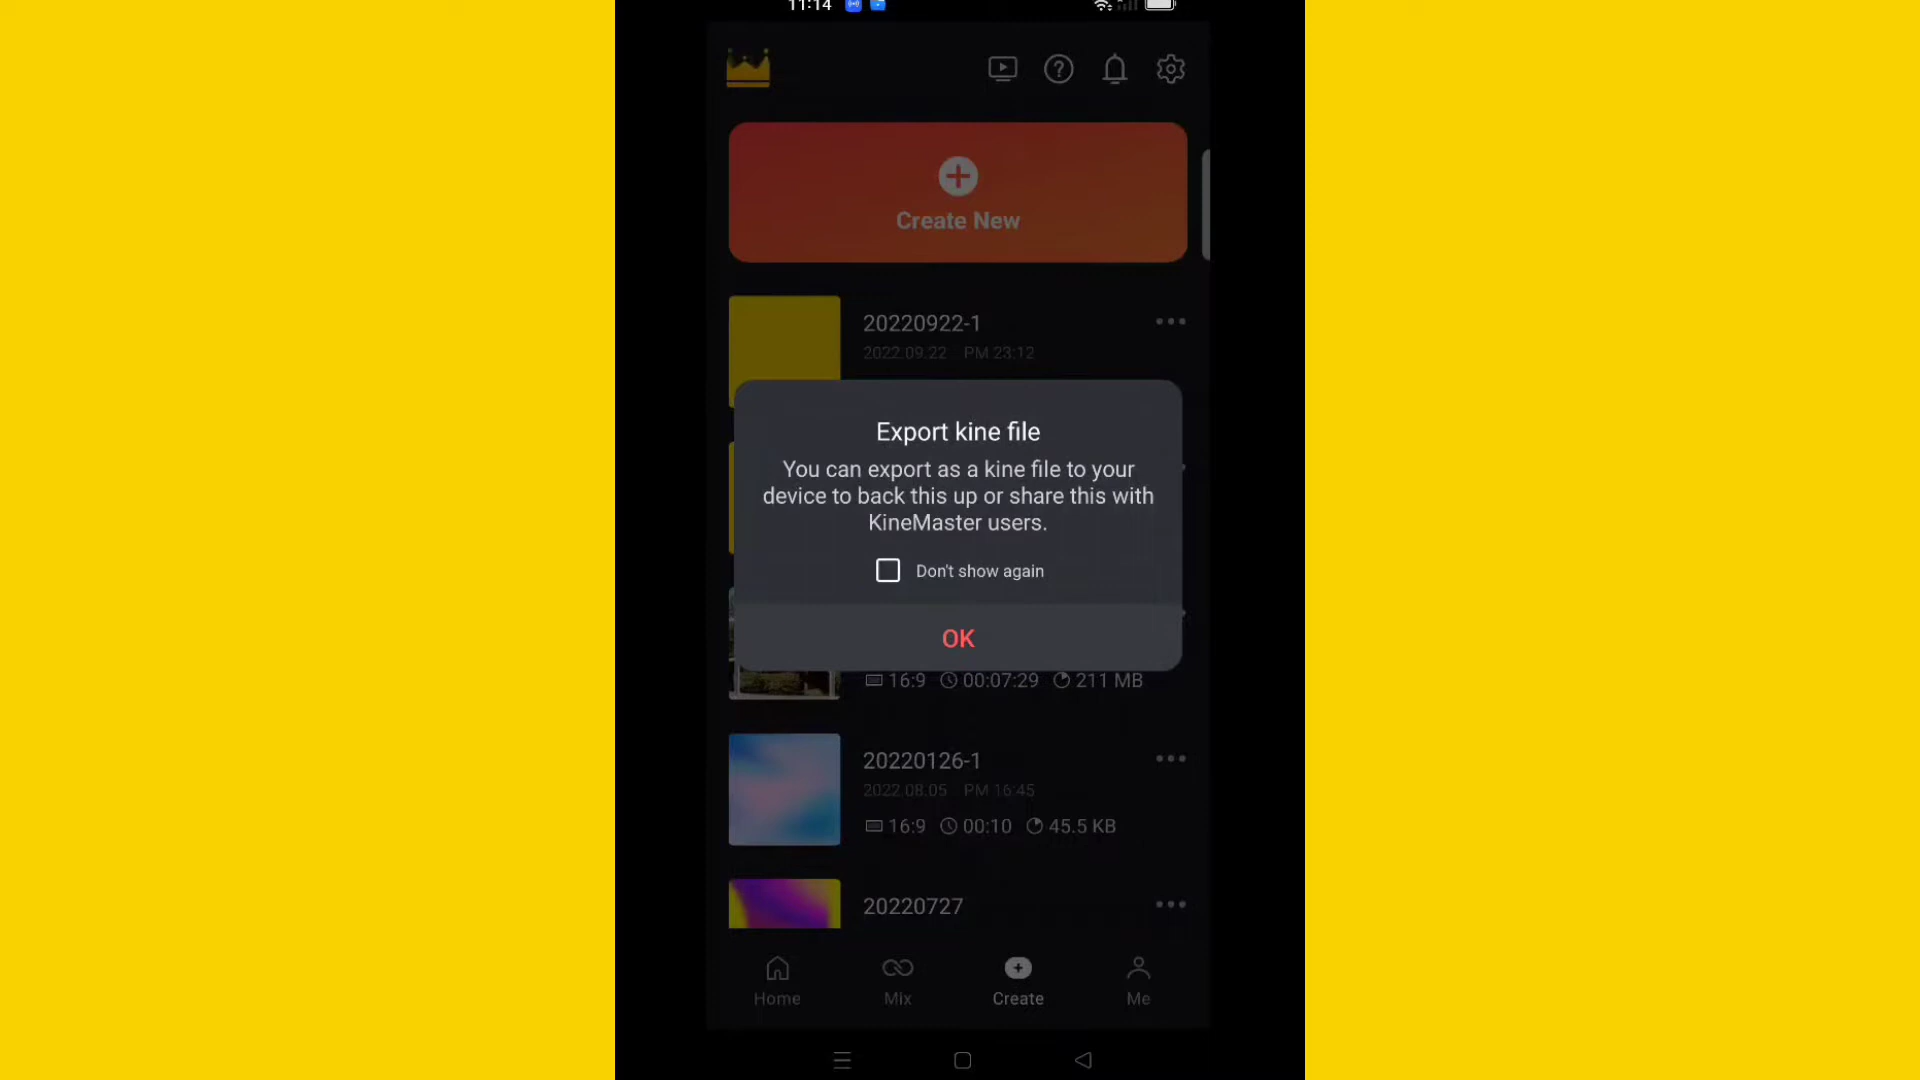 11:14
Create New
20220922-1
2022.09.22 PM 23:12
Export kine file
You can export as a kine file to your
device to back this up or share this with
KineMaster users.
Don't show again
OK
16:9 00:07:29 211 MB
20220126-1
2022.08.05 PM 16:45
16:9 00:10 45.5 KB
20220727
Home Mix Create Me